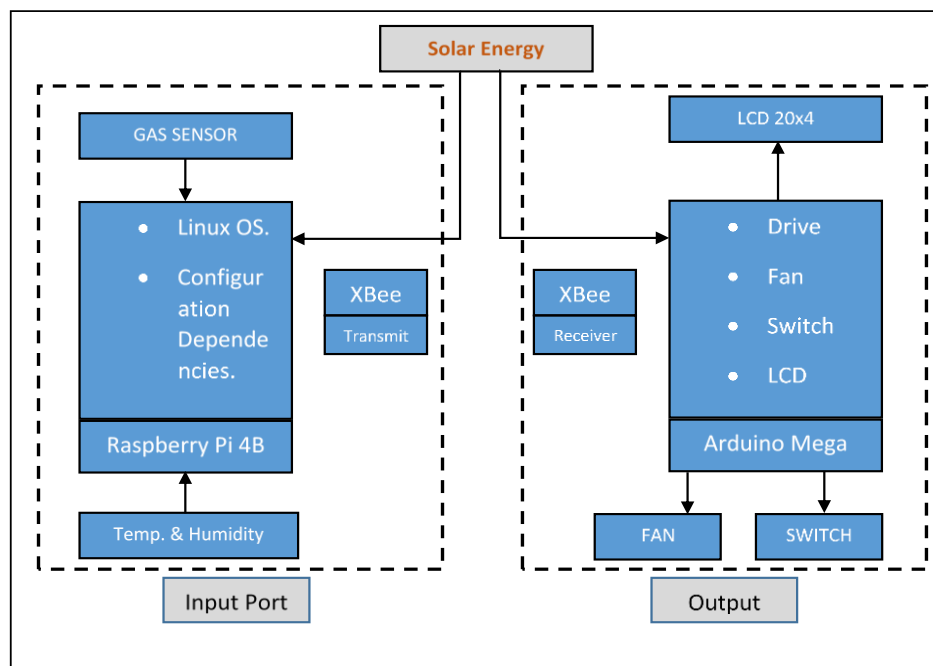 Solar Energy
GAS SENSOR
• Linux OS.
• Configur
ation
Depende
ncies.
Raspberry Pi 4B
Temp. & Humidity
Input Port
XBee
Transmit
XBee
Receiver
LCD 20x4
• Drive
• Fan
• Switch
• LCD
Arduino Mega
FAN
SWITCH
Output